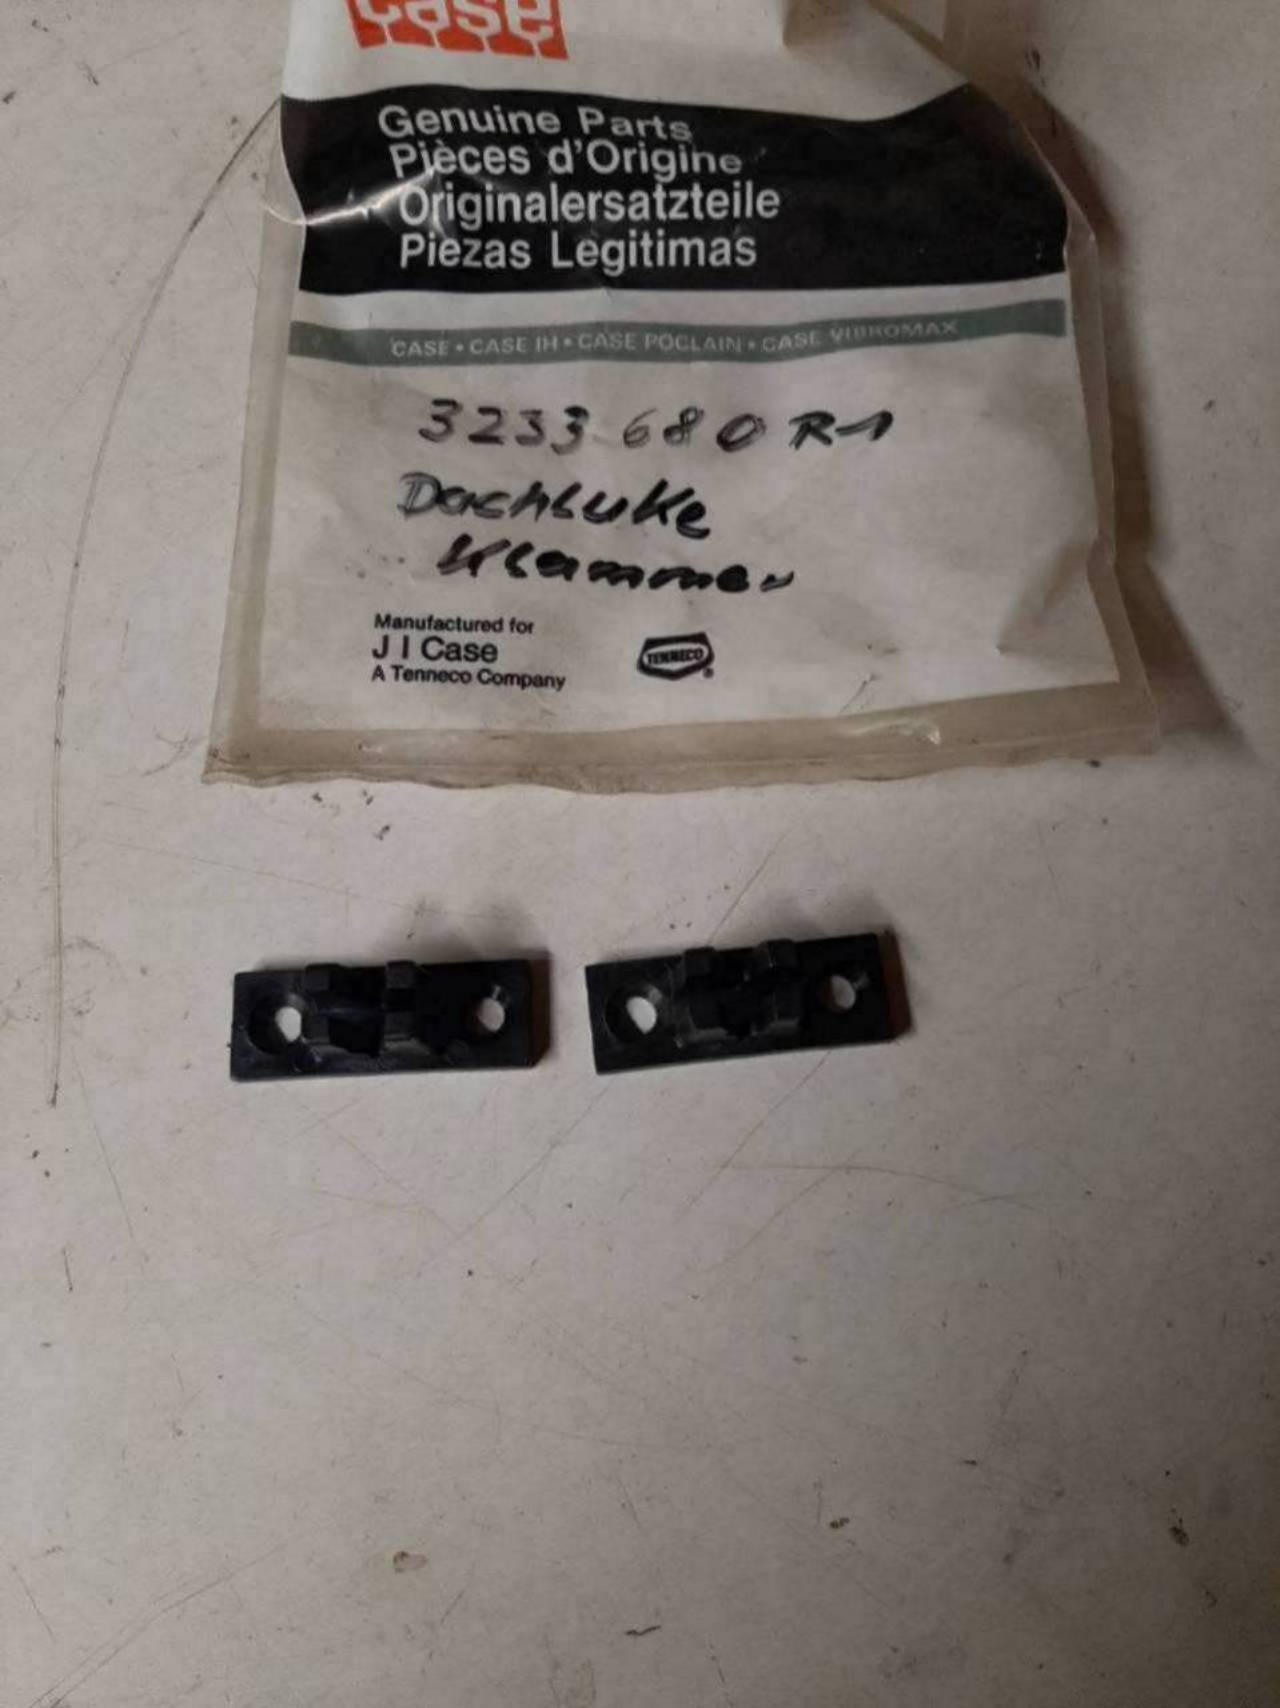 case
Genuine Parts
Pièces d'Origine
Originalersatzteile
Piezas Legitimas
CASE • CASE IH • CASE POCLAIN • CASE VIBROMAX
3233 680 R1
Dachluke
Klammer
Manufactured for
J I Case
A Tenneco Company
TENNECO
®